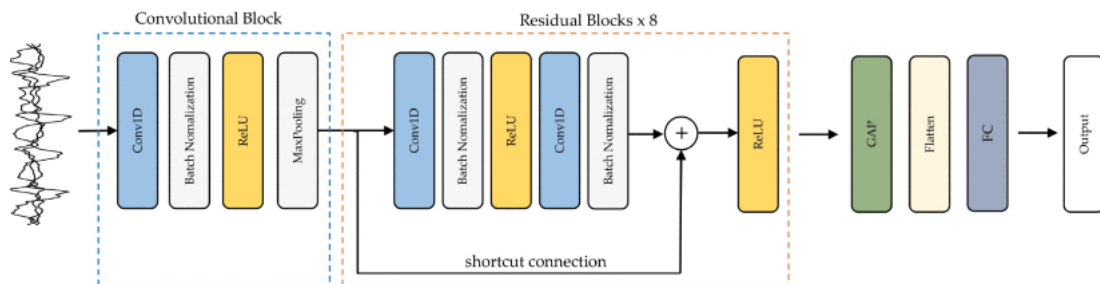 Convolutional Block
Residual Blocks x 8
Conv1D
Batch Nomalization
ReLU
MaxPooling
Conv1D
Batch Nomalization
ReLU
Conv1D
Batch Nomalization
+
ReLU
GAP
Flatten
FC
Output
shortcut connection